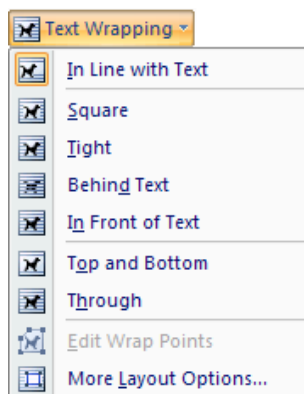 Text Wrapping
In Line with Text
Square
Tight
Behind Text
In Front of Text
Top and Bottom
Through
Edit Wrap Points
More Layout Options...